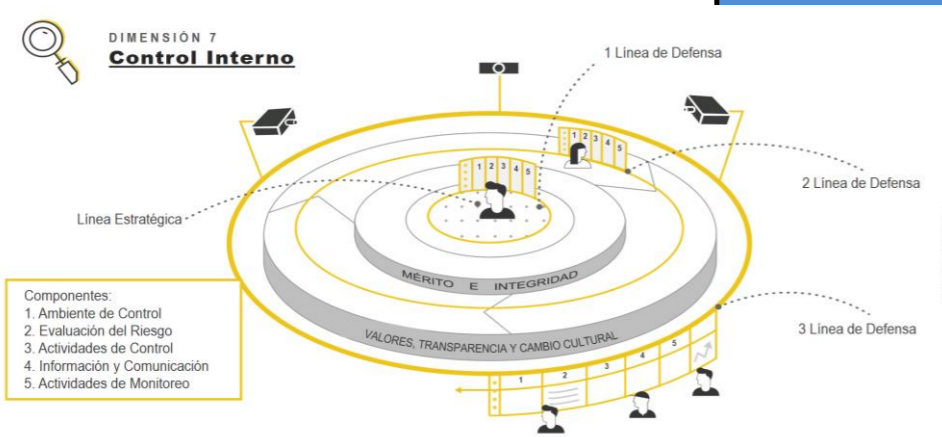 DIMENSIÓN 7
Control Interno
1 Línea de Defensa
1 2 3 4 5
1 2 3 4 5
2 Línea de Defensa
Línea Estratégica
MÉRITO E INTEGRIDAD
VALORES, TRANSPARENCIA Y CAMBIO CULTURAL
3 Línea de Defensa
Componentes:
1. Ambiente de Control
2. Evaluación del Riesgo
3. Actividades de Control
4. Información y Comunicación
5. Actividades de Monitoreo
1 2 3 4 5